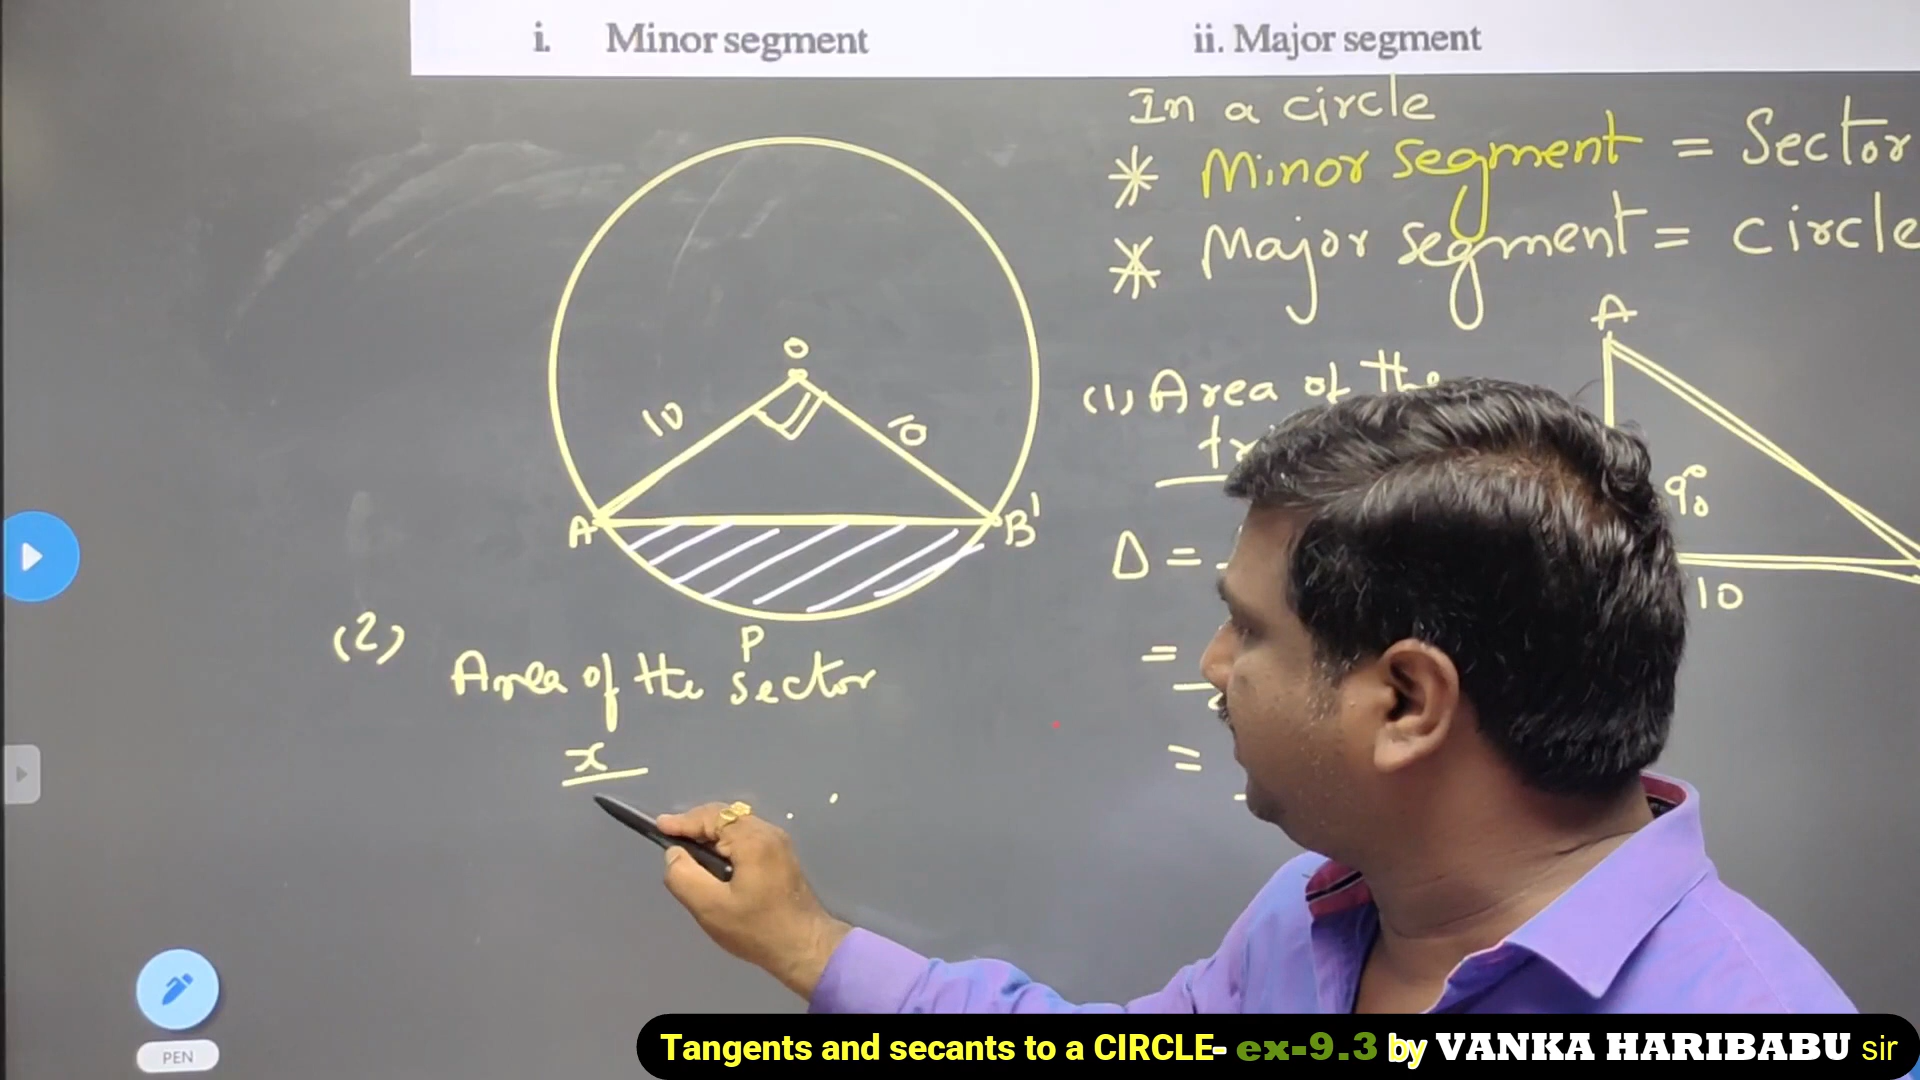 i. Minor segment
ii. Major segment
In a circle
* Minor segment = Sector
* Major segment = circle
O
10
10
A
B
P
A
90
10
(1) Area of the
Δ =
=
=
(2)
Area of the sector
x
PEN
Tangents and secants to a CIRCLE- ex-9.3 by VANKA HARIBABU sir